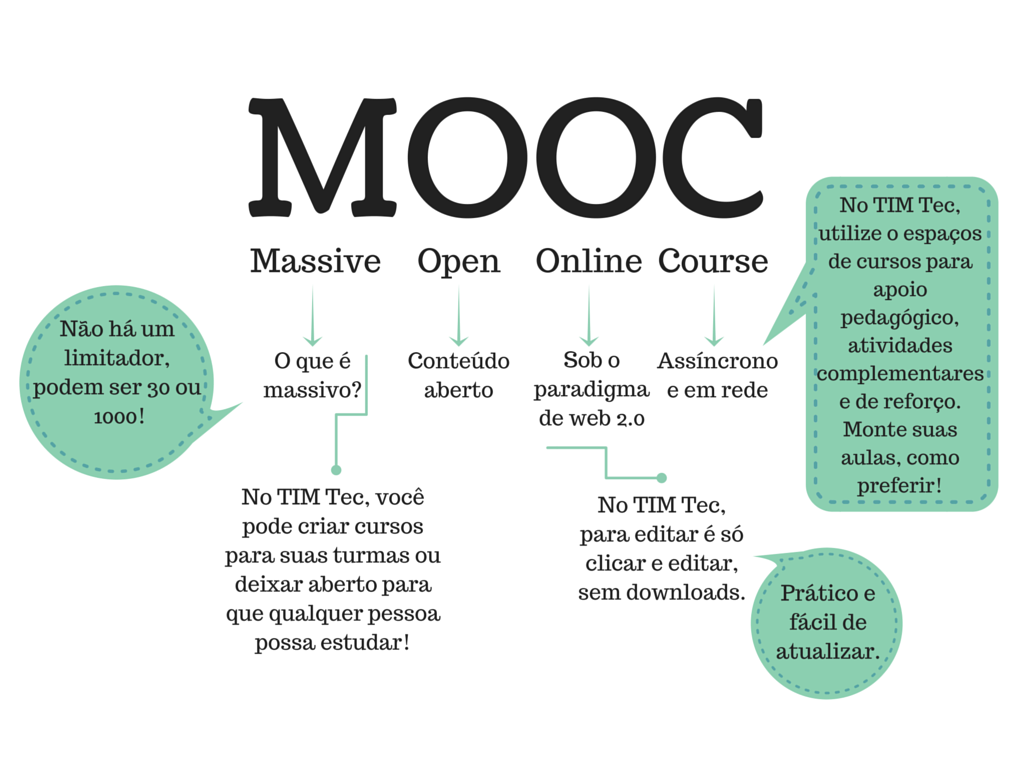 MOOC
Massive
Open
Online
Course
Não há um
limitador,
podem ser 30 ou
1000!
O que é
massivo?
No TIM Tec, você
pode criar cursos
para suas turmas ou
deixar aberto para
que qualquer pessoa
possa estudar!
Conteúdo
aberto
Sob o
paradigma
de web 2.0
No TIM Tec,
para editar é só
clicar e editar,
sem downloads.
Prático e
fácil de
atualizar.
Assíncrono
e em rede
No TIM Tec,
utilize o espaços
de cursos para
apoio
pedagógico,
atividades
complementares
e de reforço.
Monte suas
aulas, como
preferir!